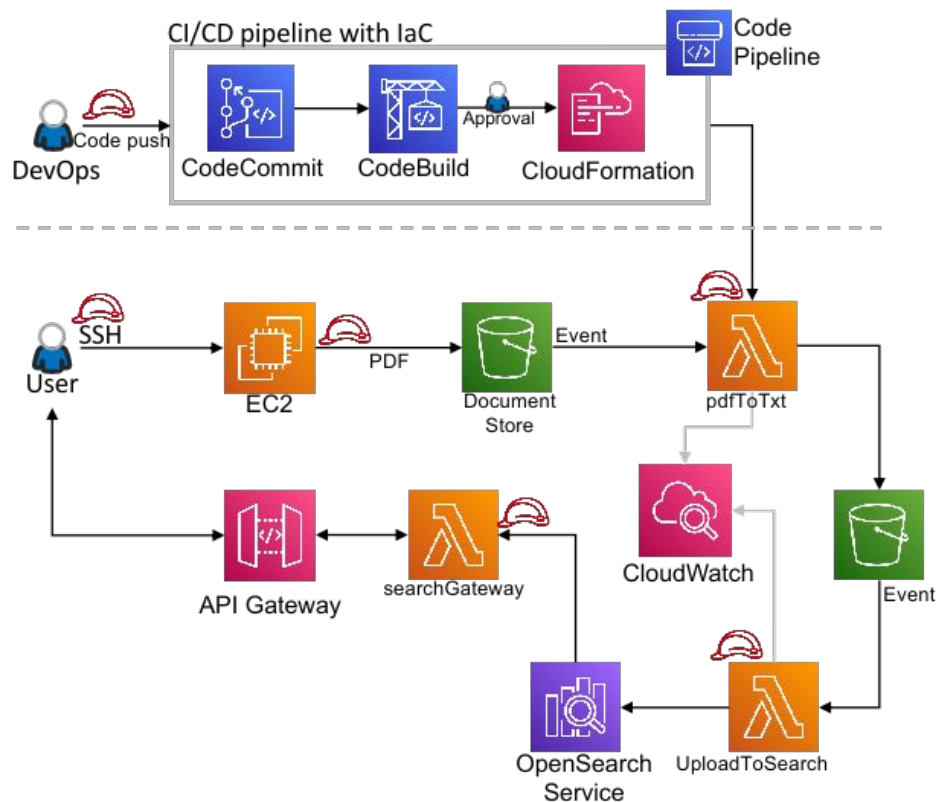 CI/CD pipeline with IaC
Code
Pipeline
Code push
Approval
DevOps
CodeCommit
CodeBuild
CloudFormation
SSH
Event
PDF
User
EC2
Document
Store
pdfToTxt
API Gateway
searchGateway
CloudWatch
Event
OpenSearch
Service
UploadToSearch